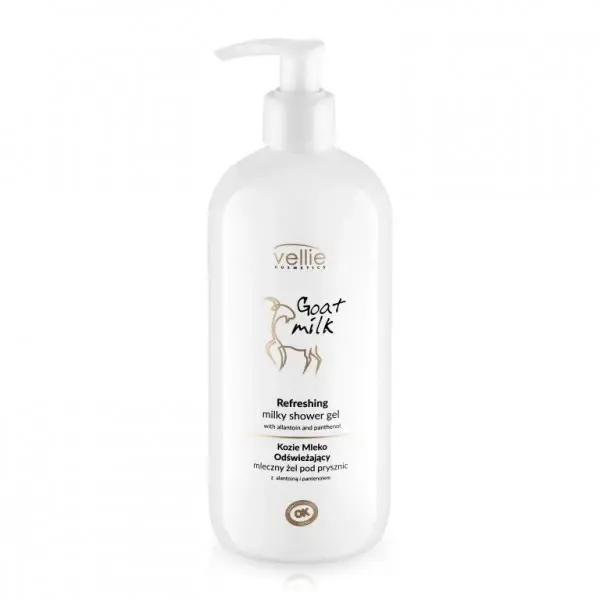 vellie
COSMETICS
Goat
milk
Refreshing
milky shower gel
with allantoin and panthenol
Kozie Mleko
Odświeżający
mleczny żel pod prysznic
z alantoiną i pantenolem
OK